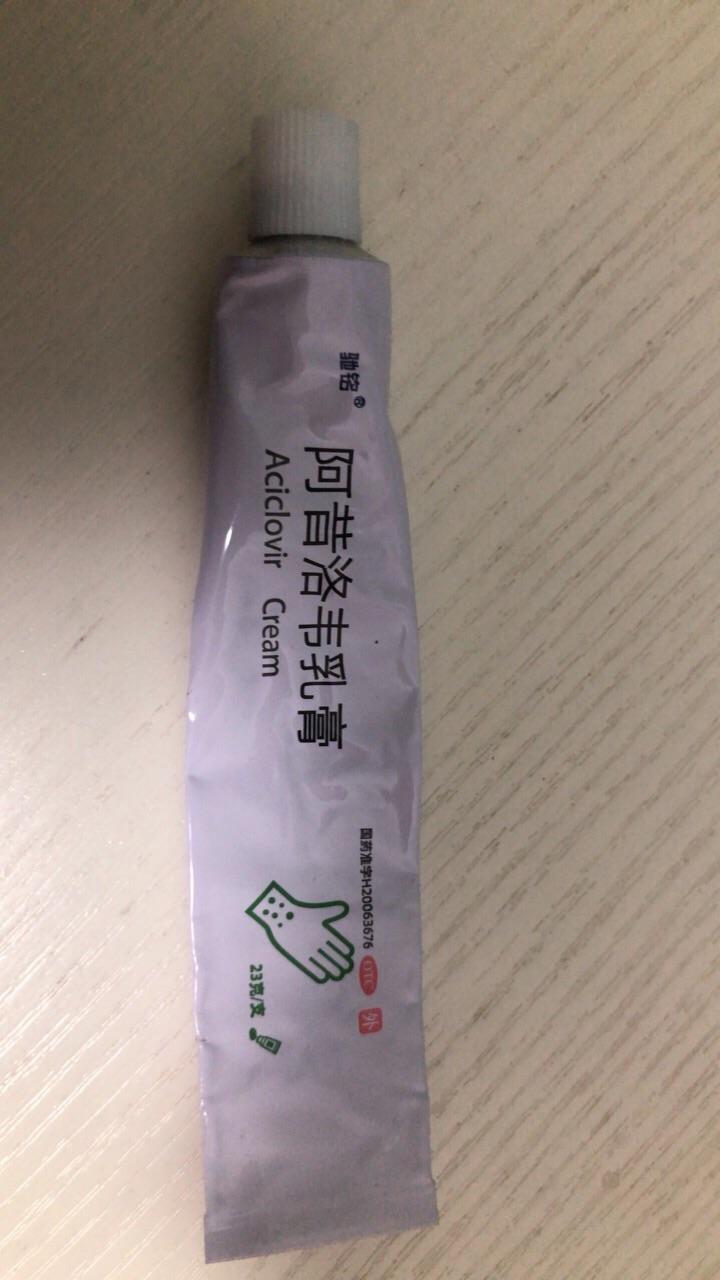 驰铭®
阿昔洛韦乳膏
Aciclovir Cream
国药准字H20063676
OTC
外
23克/支